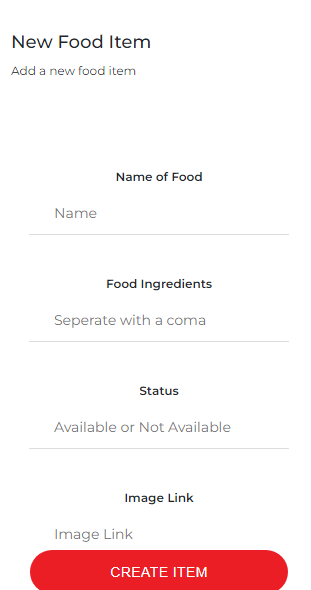 New Food Item
Add a new food item
Name of Food
Name
Food Ingredients
Seperate with a coma
Status
Available or Not Available
Image Link
Image Link
CREATE ITEM